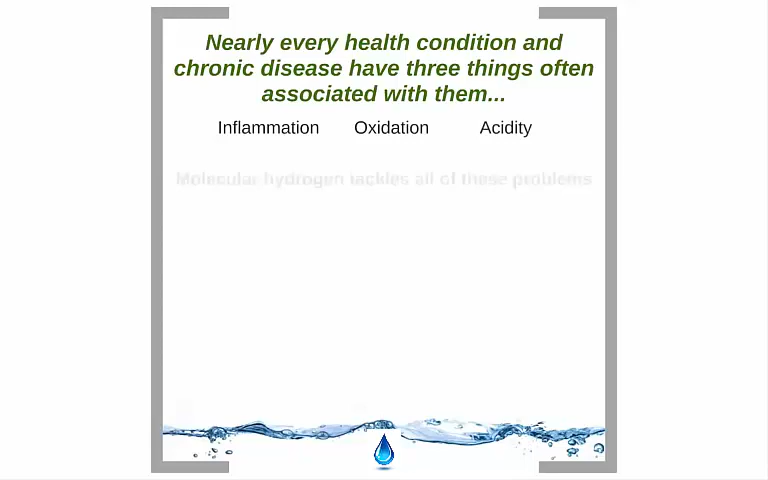 Nearly every health condition and
chronic disease have three things often
associated with them...
Inflammation Oxidation Acidity
Molecular hydrogen tackles all of these problems